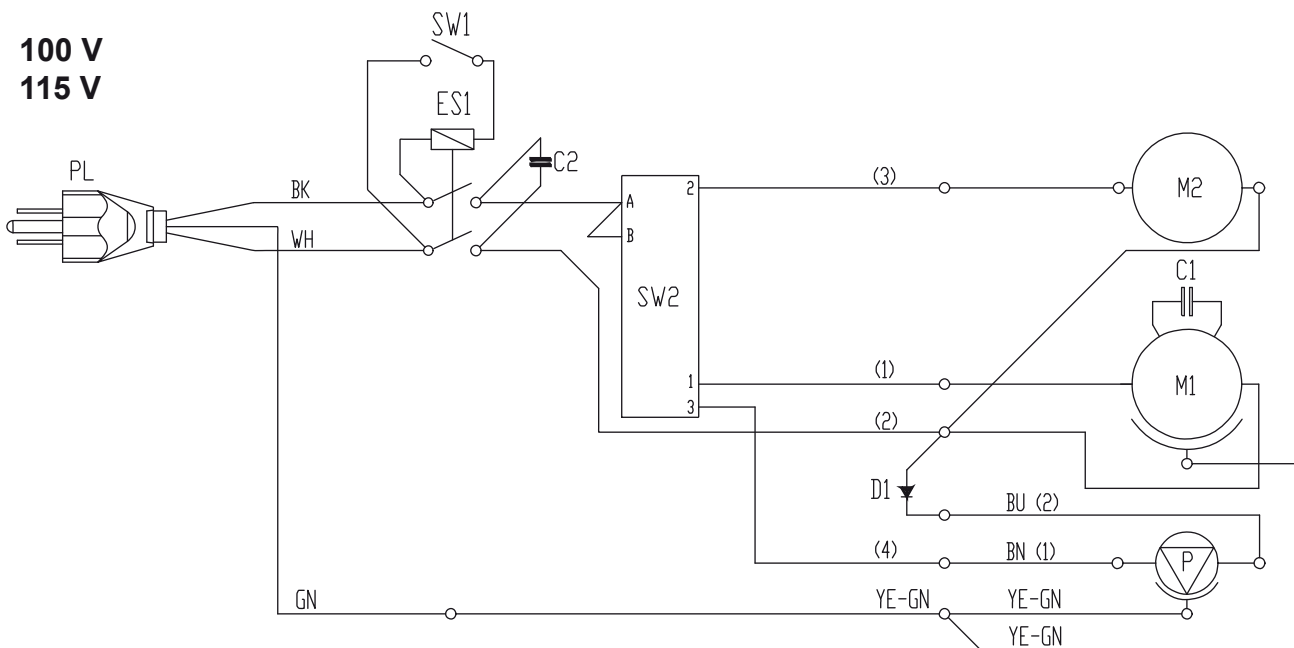 100 V
115 V
SW1
ES1
C2
PL
BK
WH
A
B
SW2
2
1
3
(3)
M2
C1
(1)
M1
(2)
D1
BU (2)
(4)
BN (1)
P
GN
YE-GN
YE-GN
YE-GN